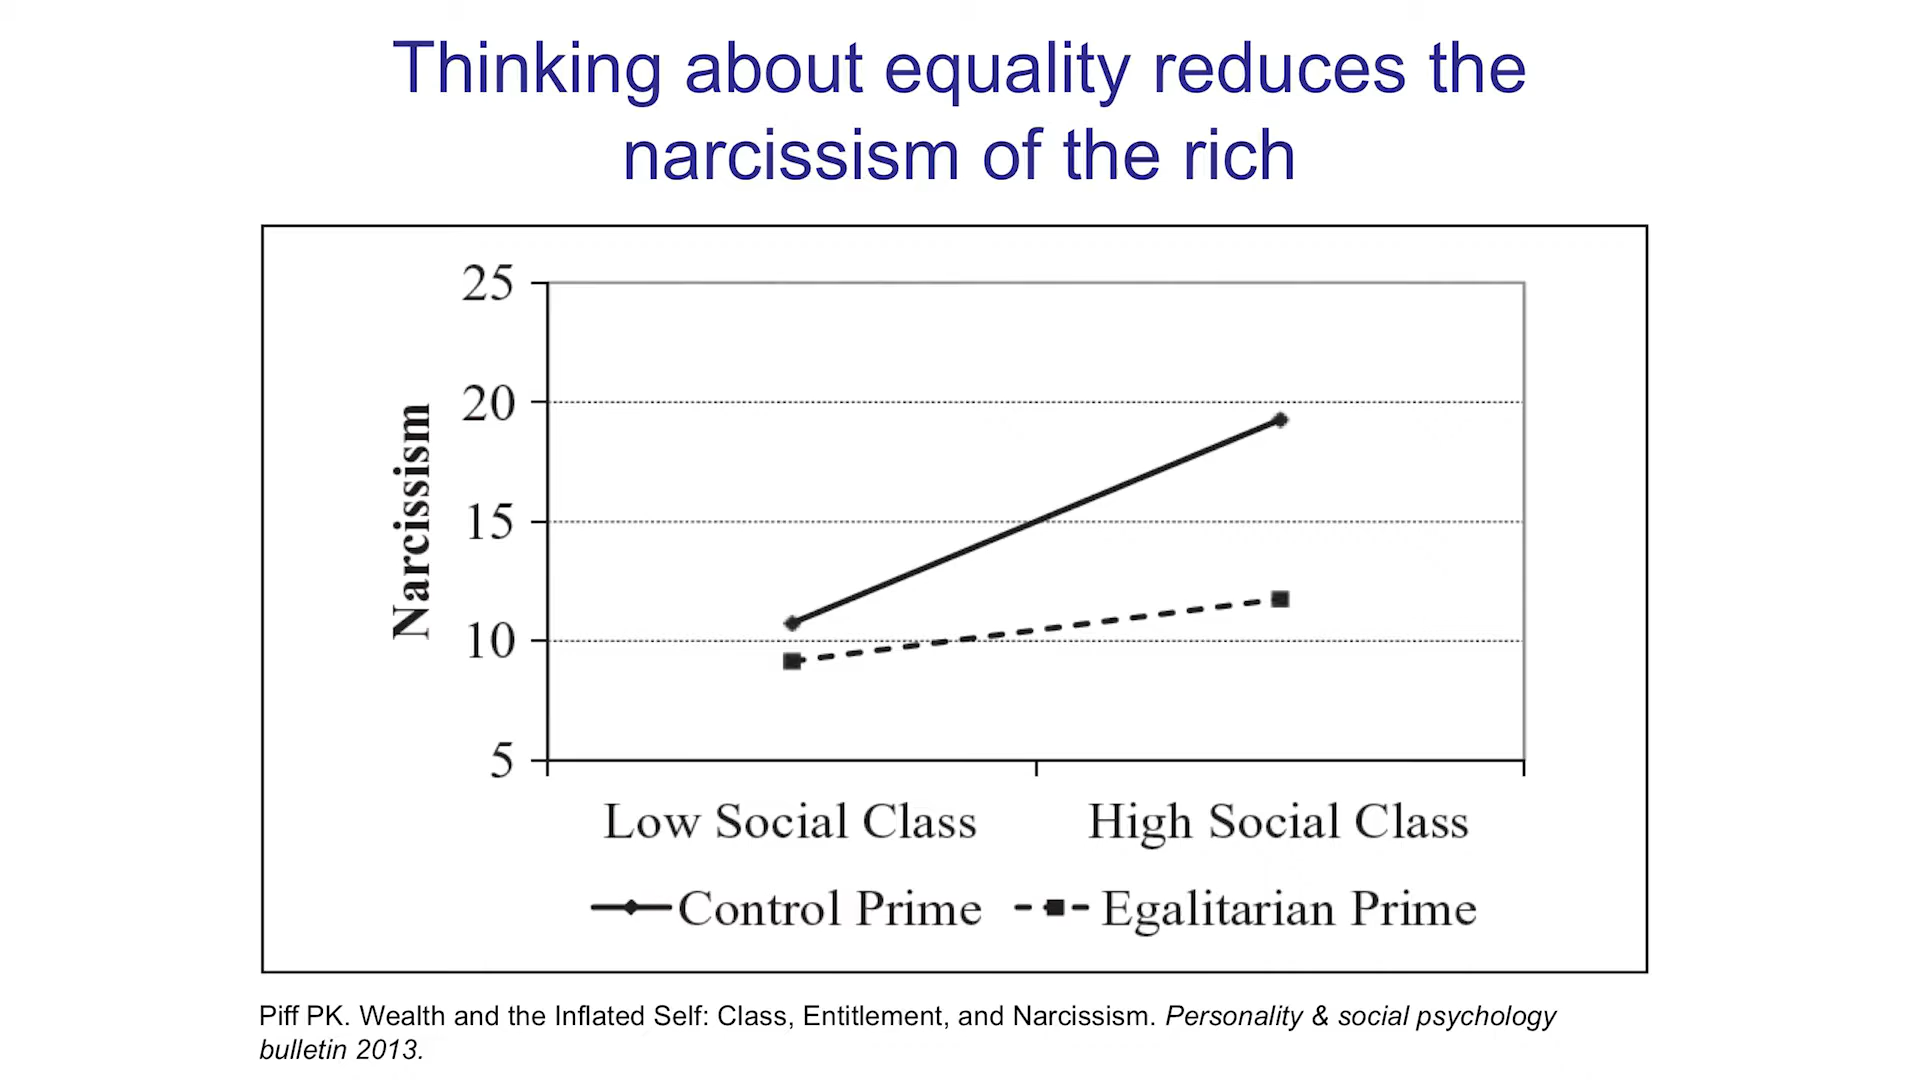 Thinking about equality reduces the
narcissism of the rich
25
20
15
10
5
Narcissism
Low Social Class High Social Class
Control Prime Egalitarian Prime
Piff PK. Wealth and the Inflated Self: Class, Entitlement, and Narcissism. Personality & social psychology
bulletin 2013.